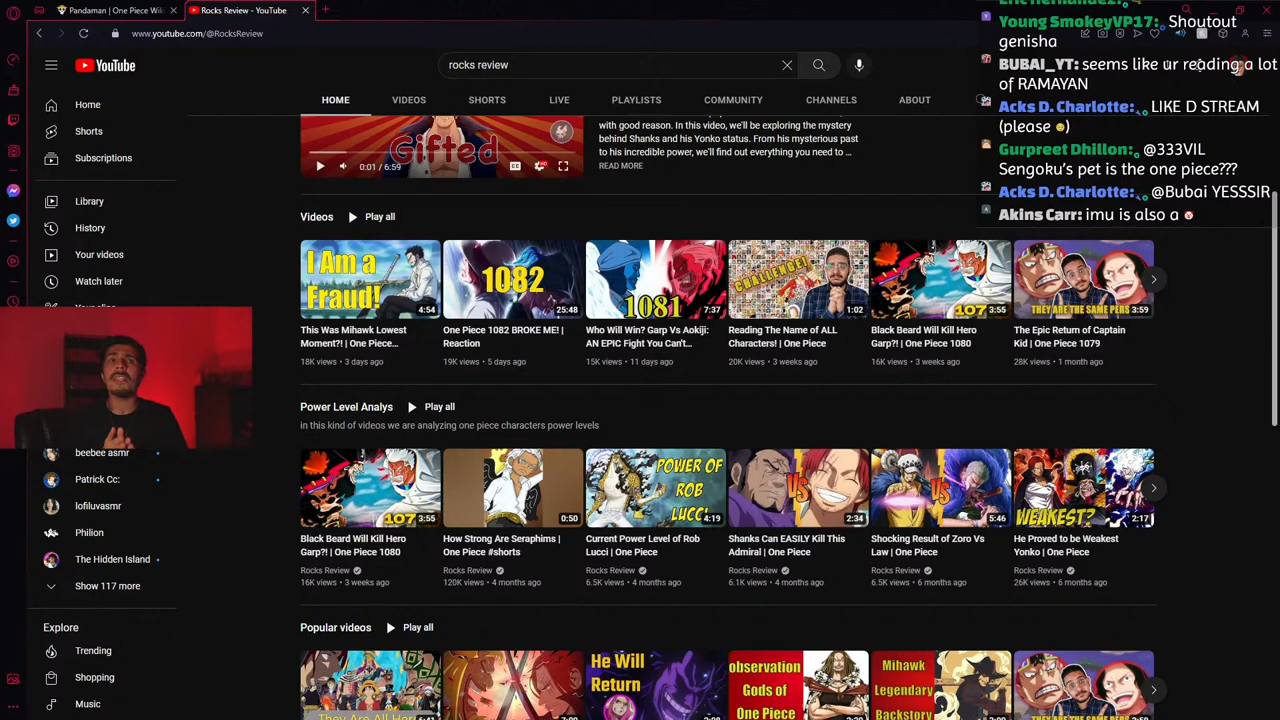 Pandaman | One Piece Wiki
Rocks Review - YouTube
www.youtube.com/@RocksReview
YouTube
rocks review
Young SmokeyVP17: Shoutout
genisha
BUBAI_YT: seems like ur reading a lot
of RAMAYAN
Acks D. Charlotte: LIKE D STREAM
(please 🥺)
Gurpreet Dhillon: @333VIL
Sengoku's pet is the one piece???
Acks D. Charlotte: @Bubai YESSSIR
Akins Carr: imu is also a 🤡
HOME
VIDEOS
SHORTS
LIVE
PLAYLISTS
COMMUNITY
CHANNELS
ABOUT
Home
Shorts
Subscriptions
Library
History
Your videos
Watch later
beebee asmr
Patrick Cc:
lofiluvasmr
Philion
The Hidden Island
Show 117 more
Explore
Trending
Shopping
Music
Gifted
0:01 / 6:59
with good reason. In this video, we'll be exploring the mystery
behind Shanks and his Yonko status. From his mysterious past
to his incredible power, we'll find out everything you need to ...
READ MORE
Videos
Play all
I Am a
Fraud!
4:54
This Was Mihawk Lowest
Moment?! | One Piece...
18K views • 3 days ago
1082
25:48
One Piece 1082 BROKE ME! |
Reaction
19K views • 5 days ago
1081
7:37
Who Will Win? Garp Vs Aokiji:
AN EPIC Fight You Can't...
15K views • 11 days ago
CHALLENGE!
1:02
Reading The Name of ALL
Characters! | One Piece
20K views • 3 weeks ago
107
3:55
Black Beard Will Kill Hero
Garp?! | One Piece 1080
16K views • 3 weeks ago
THEY ARE THE SAME PERS
3:59
The Epic Return of Captain
Kid | One Piece 1079
28K views • 1 month ago
Power Level Analys
Play all
in this kind of videos we are analyzing one piece characters power levels
107
3:55
Black Beard Will Kill Hero
Garp?! | One Piece 1080
Rocks Review
16K views • 3 weeks ago
0:50
How Strong Are Seraphims |
One Piece #shorts
Rocks Review
120K views • 4 months ago
POWER OF
ROB
LUCCI
4:19
Current Power Level of Rob
Lucci | One Piece
Rocks Review
6.5K views • 4 months ago
VS
2:34
Shanks Can EASILY Kill This
Admiral | One Piece
Rocks Review
6.1K views • 4 months ago
VS
5:46
Shocking Result of Zoro Vs
Law | One Piece
Rocks Review
6.5K views • 6 months ago
WEAKEST?
2:17
He Proved to be Weakest
Yonko | One Piece
Rocks Review
26K views • 6 months ago
Popular videos
Play all
They Are All
He Will
Return
observation
Gods of
One Piece
Mihawk
Legendary
Backstory
THEY ARE THE SAME PERS